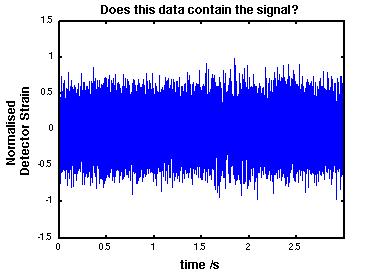 Does this data contain the signal?
1.5
1
0.5
0
-0.5
-1
-1.5
Normalised
Detector Strain
0 0.5 1 1.5 2 2.5
time /s